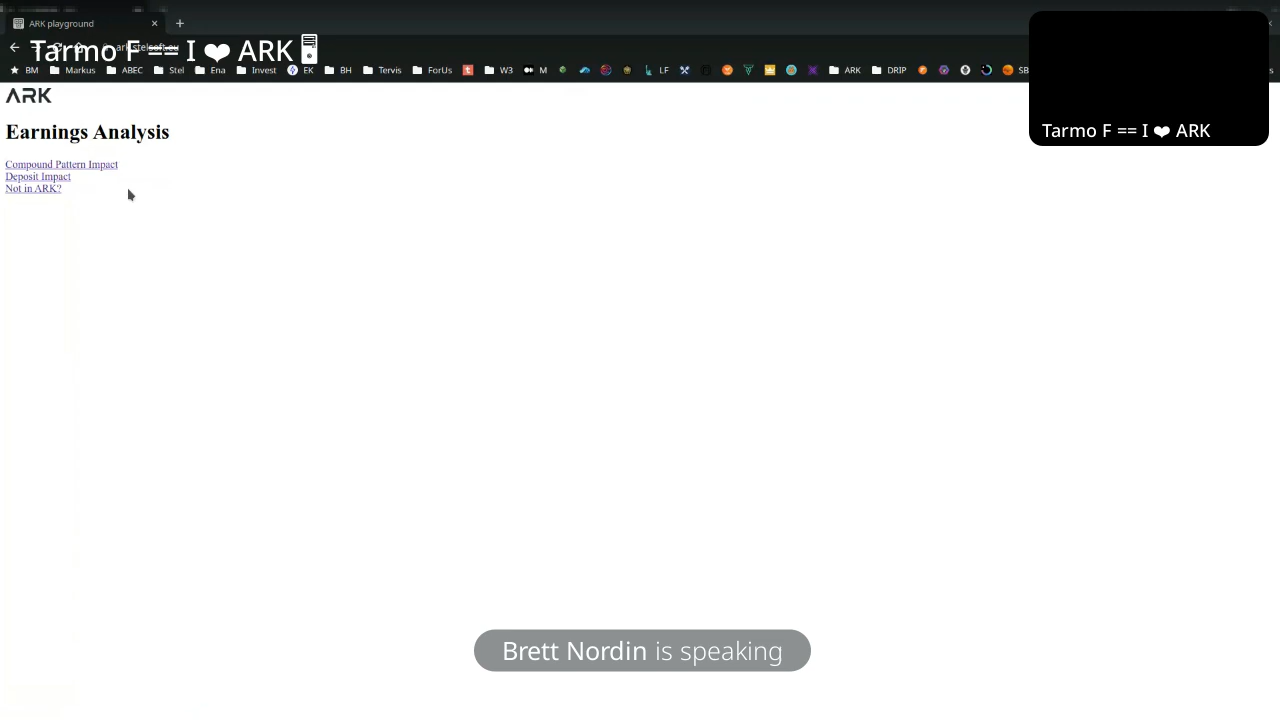 ARK playground
Tarmo F == I ❤ ARK 🖥
BM Markus ABEC Stel Ena Invest EK BH Tervis ForUs W3 M LF ARK DRIP SB
ARK
Earnings Analysis
Compound Pattern Impact
Deposit Impact
Not in ARK?
Tarmo F == I ❤ ARK
Brett Nordin is speaking